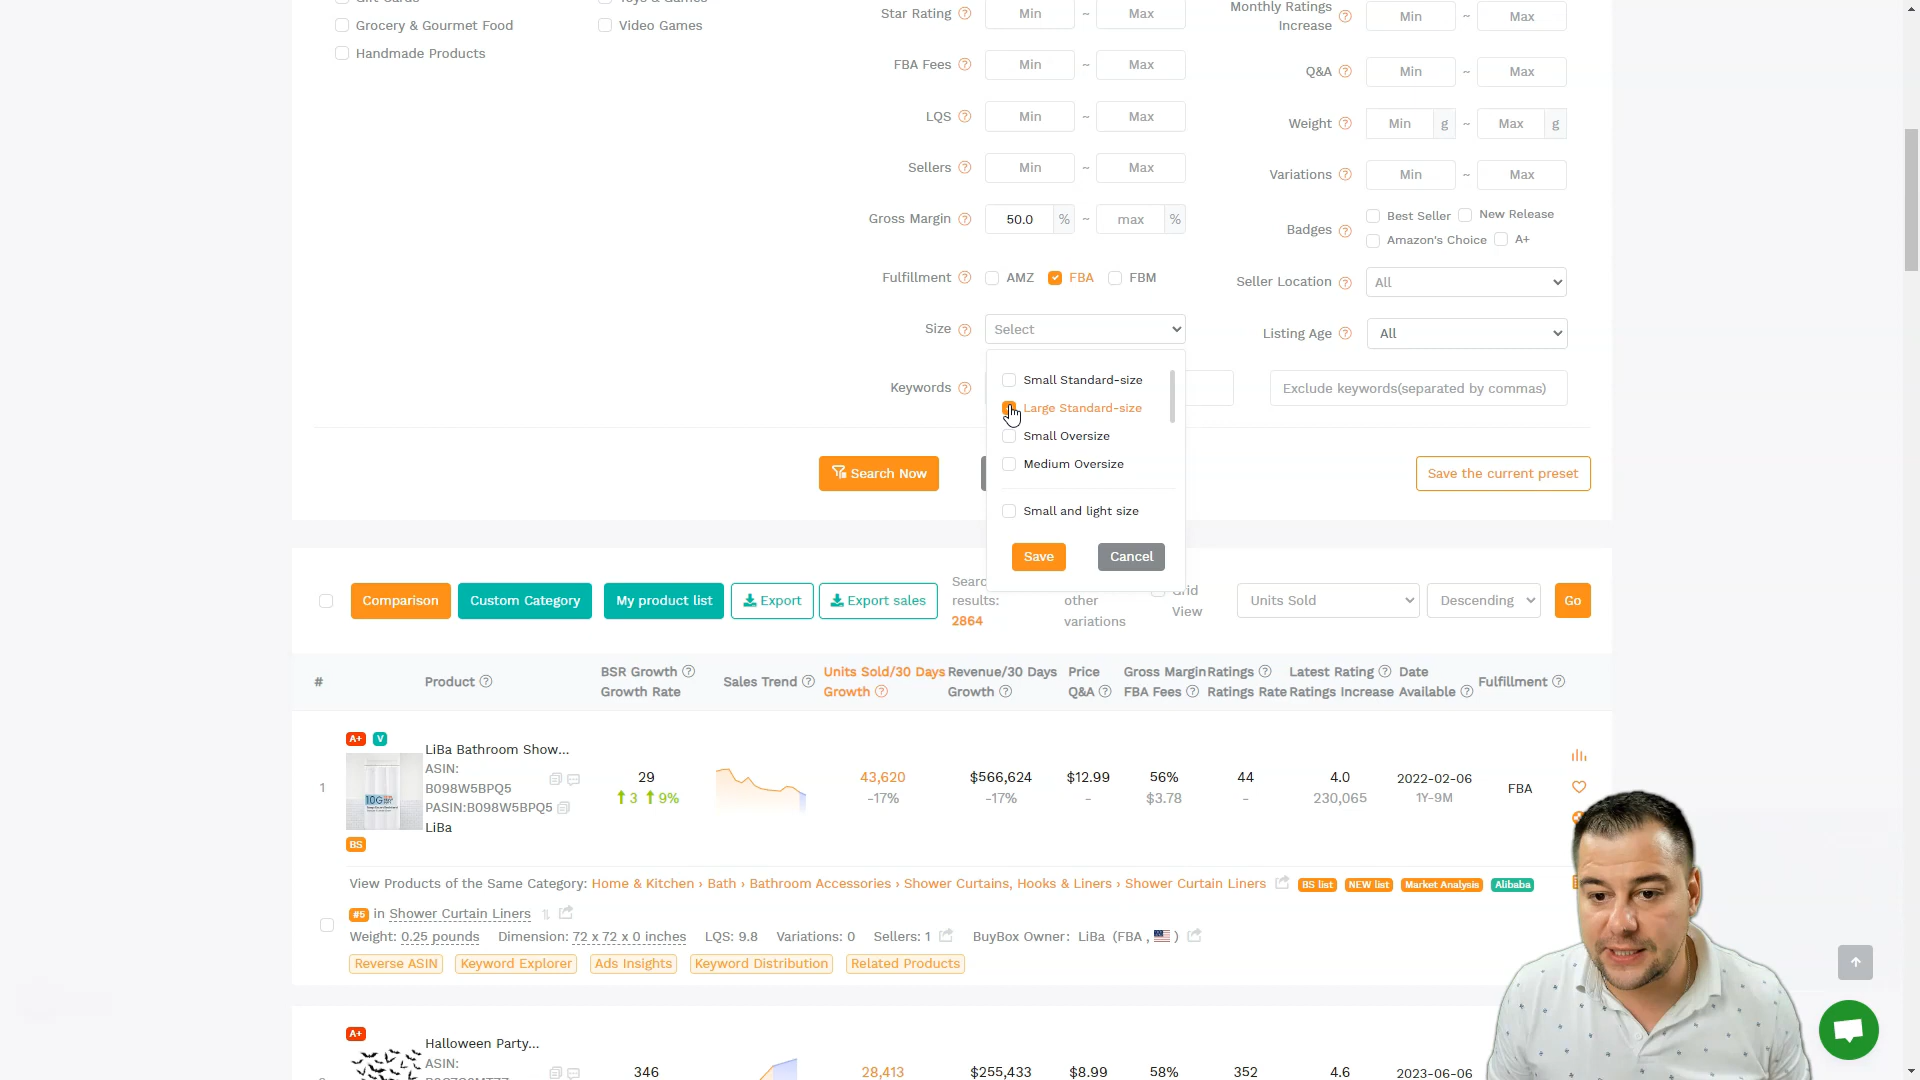 Grocery & Gourmet Food
Video Games
Handmade Products
Star Rating ? Min ~ Max
Monthly Ratings Increase ? Min ~ Max
FBA Fees ? Min ~ Max
Q&A ? Min ~ Max
LQS ? Min ~ Max
Weight ? Min g ~ Max g
Sellers ? Min ~ Max
Variations ? Min ~ Max
Gross Margin ? 50.0 % ~ max %
Badges ? Best Seller New Release
Amazon's Choice A+
Fulfillment ? AMZ FBA FBM
Seller Location ? All
Size ? Select
Listing Age ? All
Small Standard-size
Keywords ?
Exclude keywords(separated by commas)
Large Standard-size
Small Oversize
Medium Oversize
Search Now
Save the current preset
Small and light size
Save Cancel
Comparison Custom Category My product list Export Export sales
results:
2864
other
variations
View
Units Sold Descending Go
# Product ? BSR Growth ? Growth Rate Sales Trend ? Units Sold/30 Days Growth ? Revenue/30 Days Growth ? Price Q&A ? Gross Margin FBA Fees ? Ratings ? Ratings Rate Latest Rating ? Ratings Increase Date Available ? Fulfillment ?
A+ V
LiBa Bathroom Show...
ASIN:
B098W5BPQ5
PASIN:B098W5BPQ5
LiBa
BS
1 29 43,620 $566,624 $12.99 56% 44 4.0 2022-02-06 FBA
3 9% -17% -17% - $3.78 - 230,065 1Y-9M
View Products of the Same Category: Home & Kitchen › Bath › Bathroom Accessories › Shower Curtains, Hooks & Liners › Shower Curtain Liners BS list NEW list Market Analysis Alibaba
#5 in Shower Curtain Liners
Weight: 0.25 pounds Dimension: 72 x 72 x 0 inches LQS: 9.8 Variations: 0 Sellers: 1 BuyBox Owner: LiBa (FBA , )
Reverse ASIN Keyword Explorer Ads Insights Keyword Distribution Related Products
A+
Halloween Party...
ASIN:
346 28,413 $255,433 $8.99 58% 352 4.6 2023-06-06